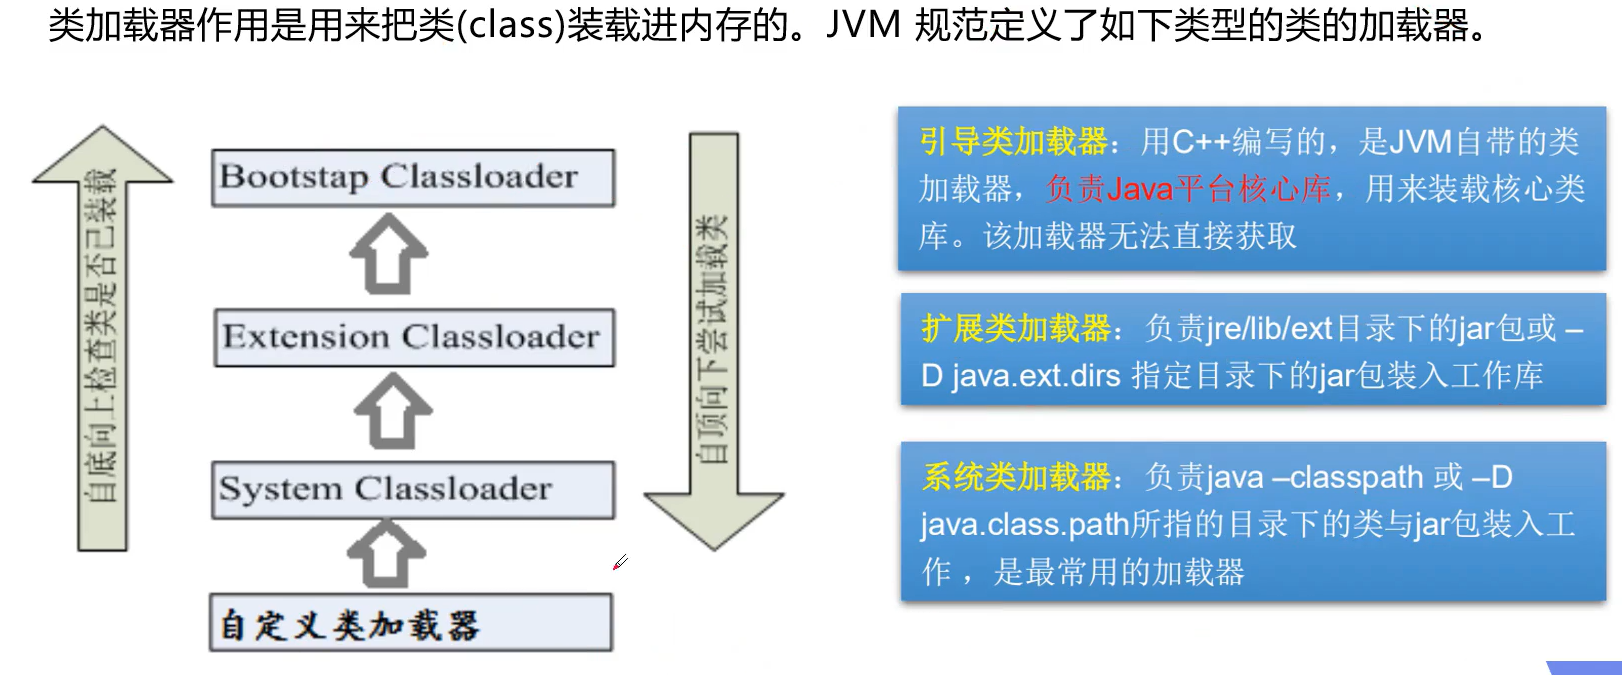 类加载器作用是用来把类(class)装载进内存的。JVM 规范定义了如下类型的类的加载器。
自底向上检查类是否已装载
Bootstap Classloader
Extension Classloader
System Classloader
自定义类加载器
自顶向下尝试加载类
引导类加载器：用C++编写的，是JVM自带的类
加载器，负责Java平台核心库，用来装载核心类
库。该加载器无法直接获取
扩展类加载器：负责jre/lib/ext目录下的jar包或 –
D java.ext.dirs 指定目录下的jar包装入工作库
系统类加载器：负责java –classpath 或 –D
java.class.path所指的目录下的类与jar包装入工
作 ，是最常用的加载器